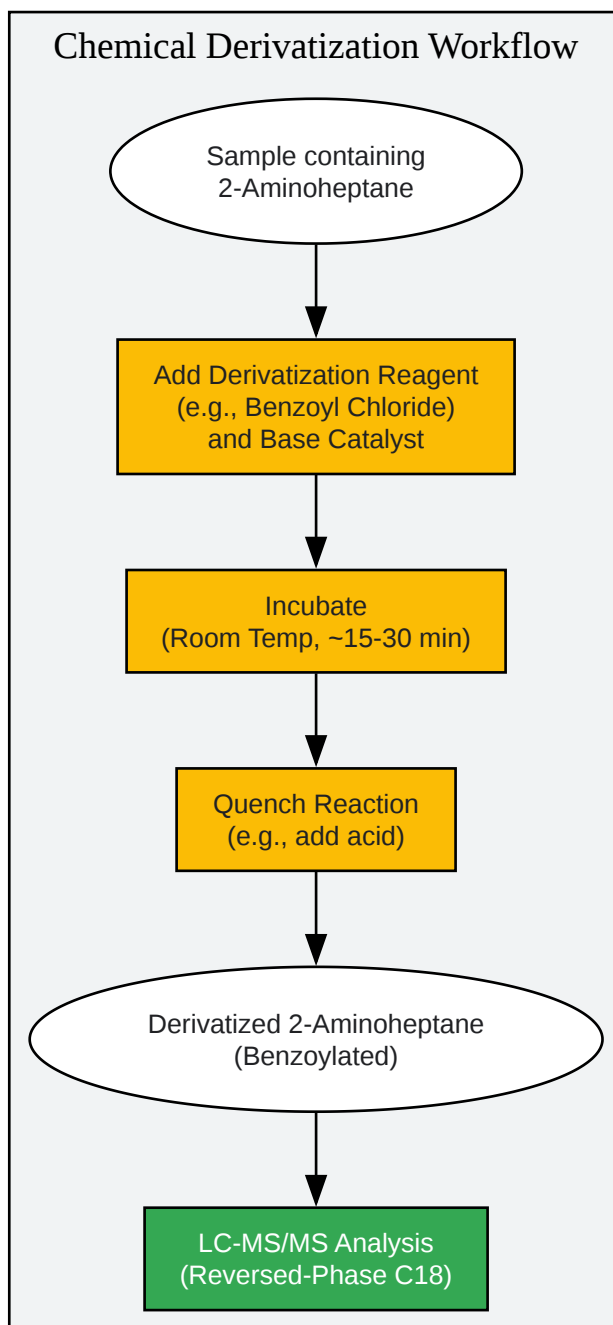 Chemical Derivatization Workflow
Sample containing
2-Aminoheptane
Add Derivatization Reagent
(e.g., Benzoyl Chloride)
and Base Catalyst
Incubate
(Room Temp, ~15-30 min)
Quench Reaction
(e.g., add acid)
Derivatized 2-Aminoheptane
(Benzoylated)
LC-MS/MS Analysis
(Reversed-Phase C18)